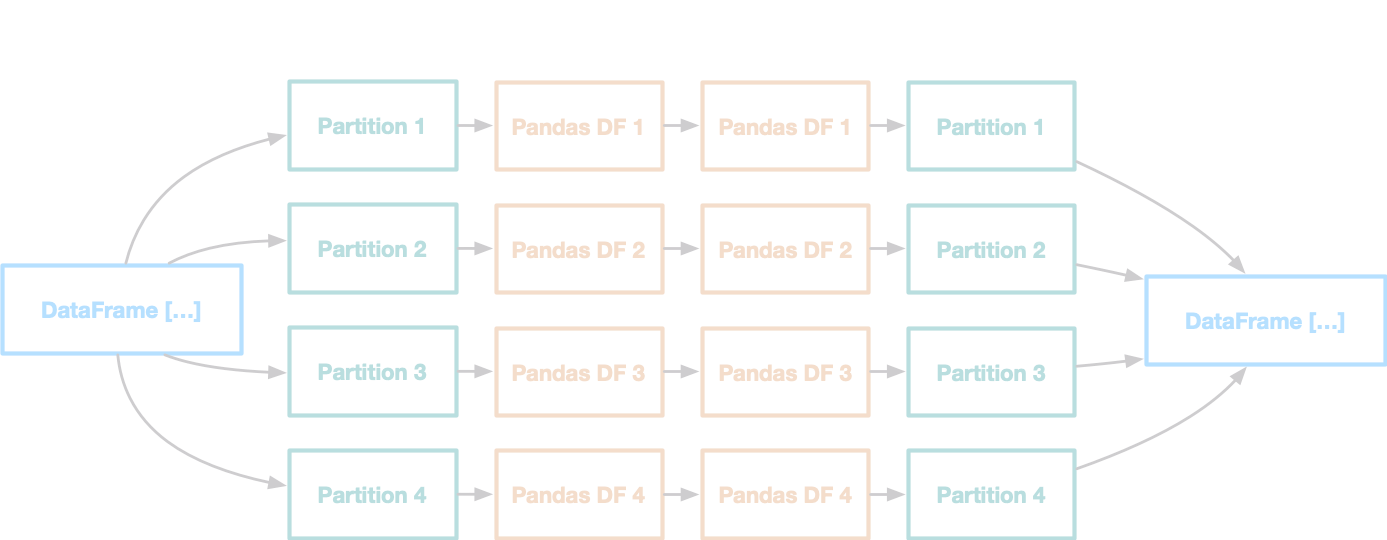 Partition 1
Pandas DF 1
Pandas DF 1
Partition 1
Partition 2
Pandas DF 2
Pandas DF 2
Partition 2
DataFrame [...]
DataFrame [...]
Partition 3
Pandas DF 3
Pandas DF 3
Partition 3
Partition 4
Pandas DF 4
Pandas DF 4
Partition 4